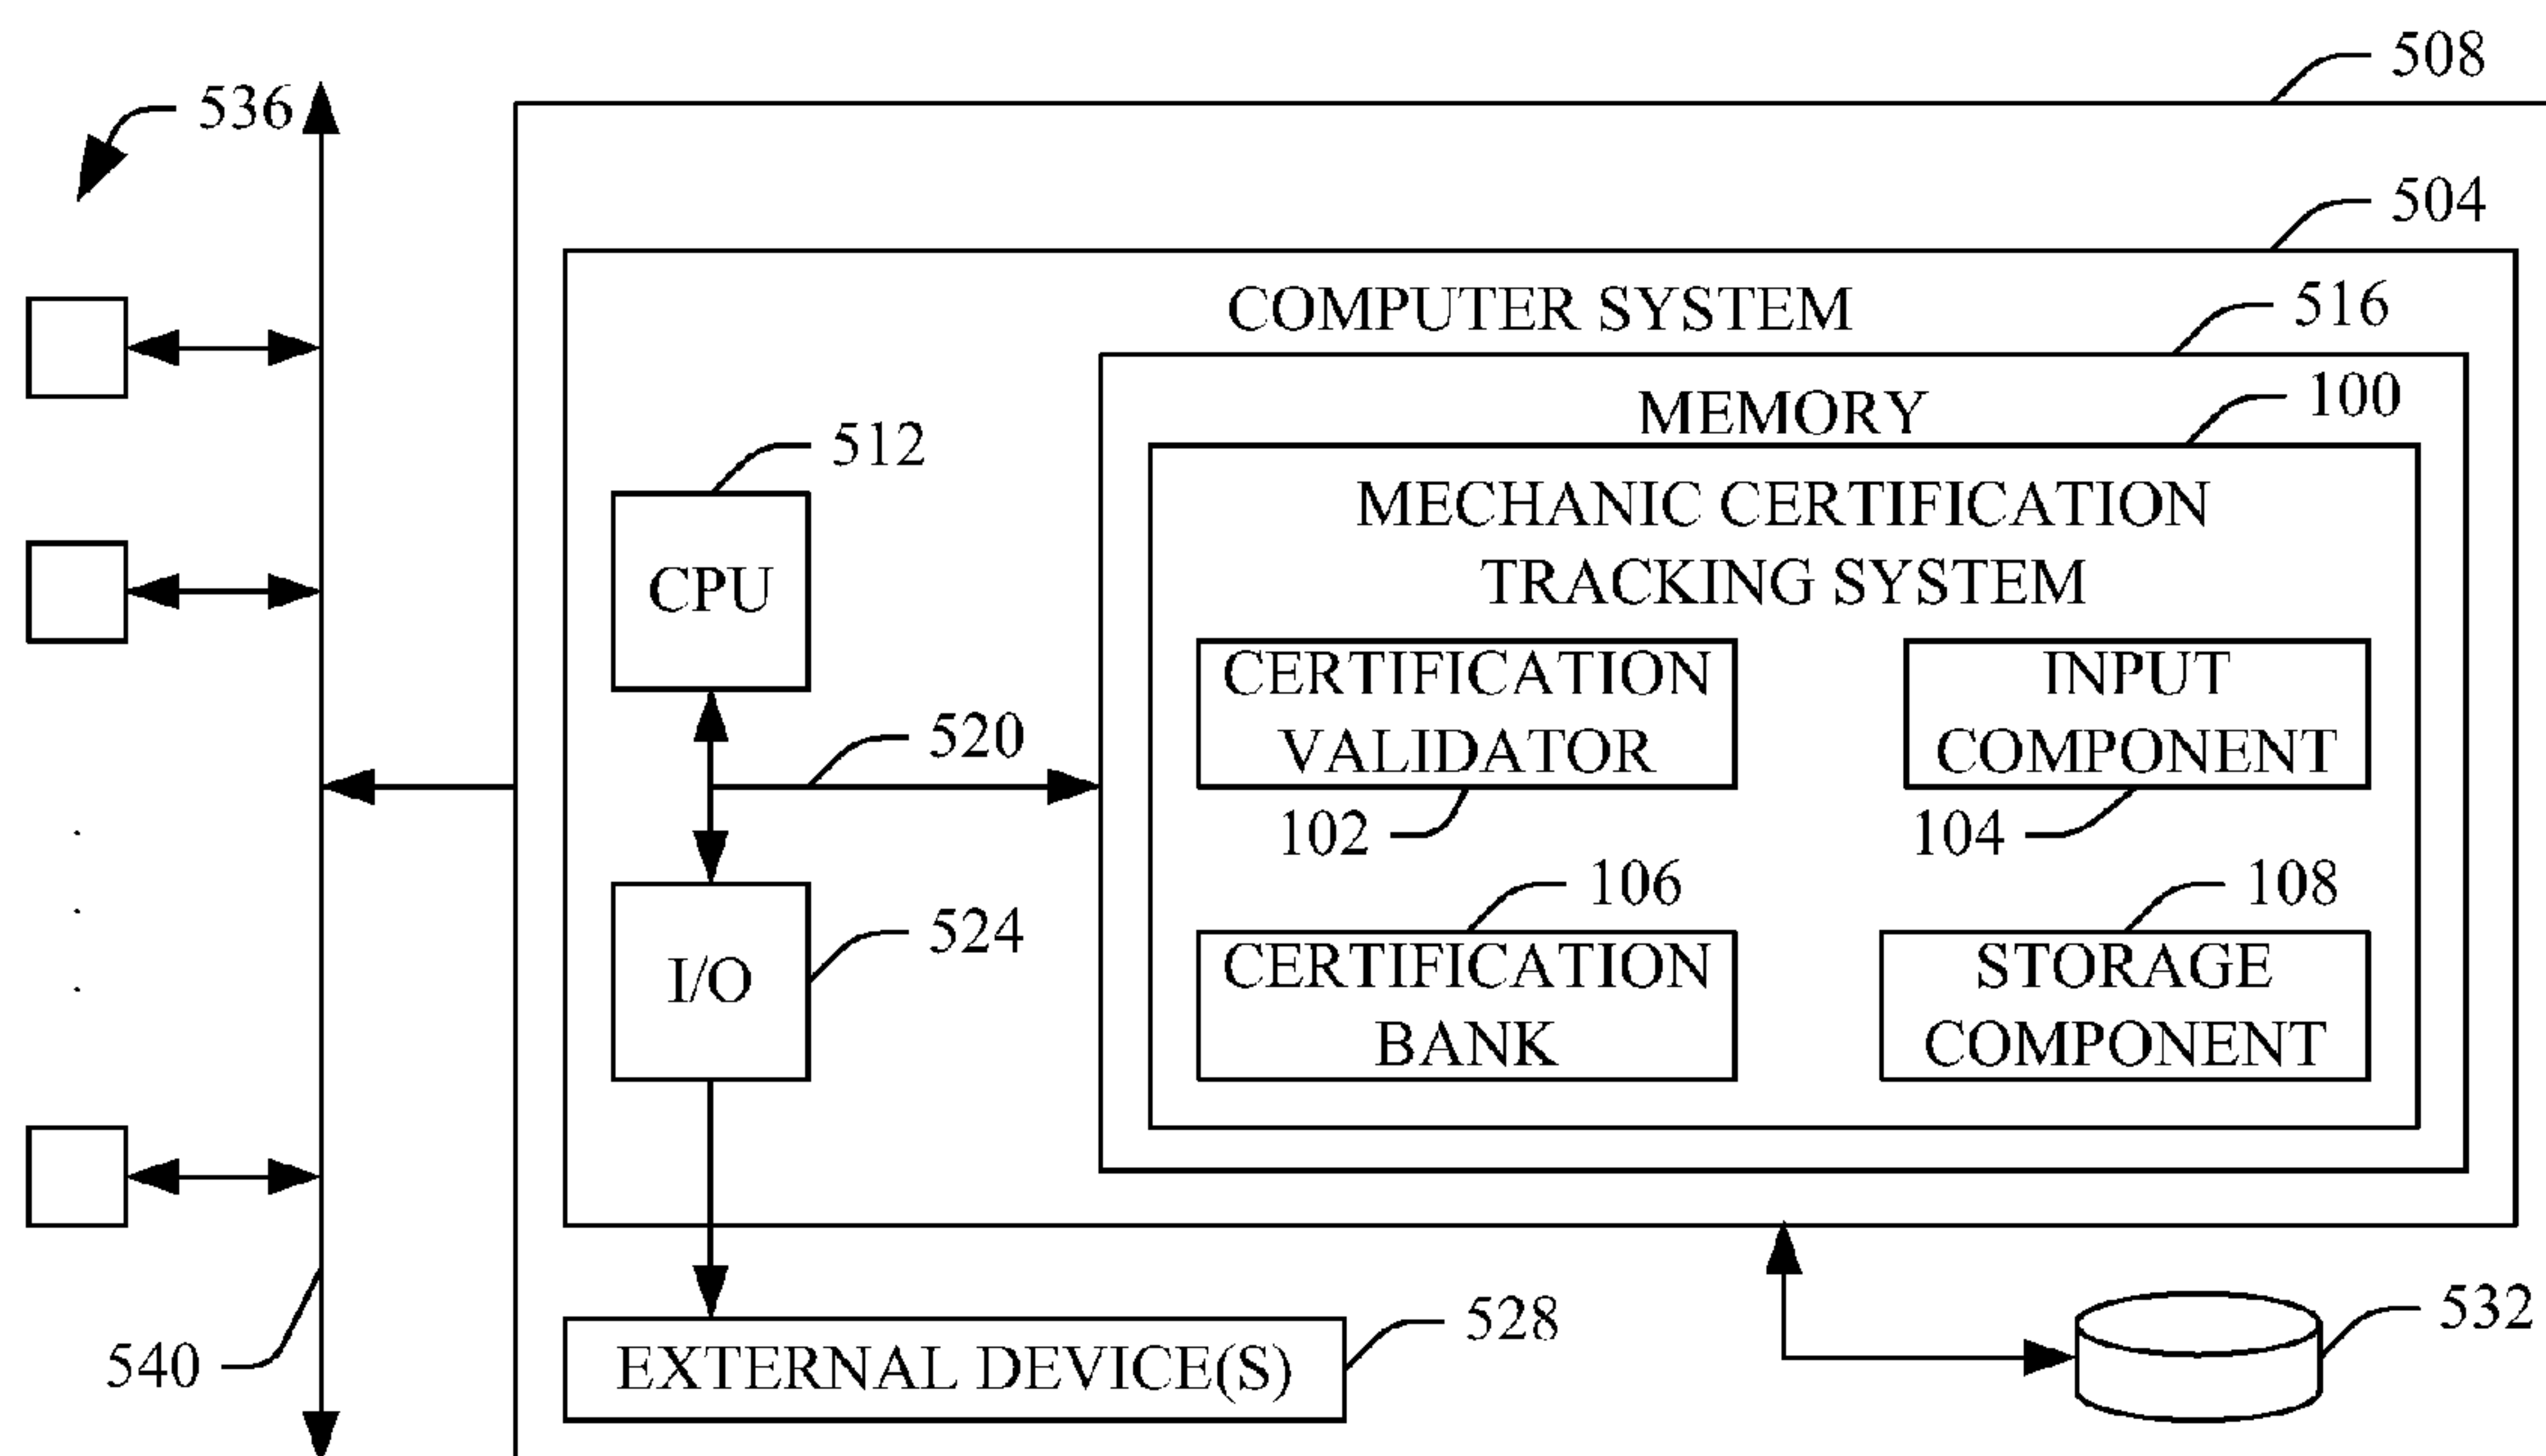 508
536
504
COMPUTER SYSTEM
516
MEMORY
100
512
MECHANIC CERTIFICATION
TRACKING SYSTEM
CPU
CERTIFICATION
VALIDATOR
INPUT
COMPONENT
520
102
104
106
108
524
I/O
CERTIFICATION
BANK
STORAGE
COMPONENT
528
532
540
EXTERNAL DEVICE(S)